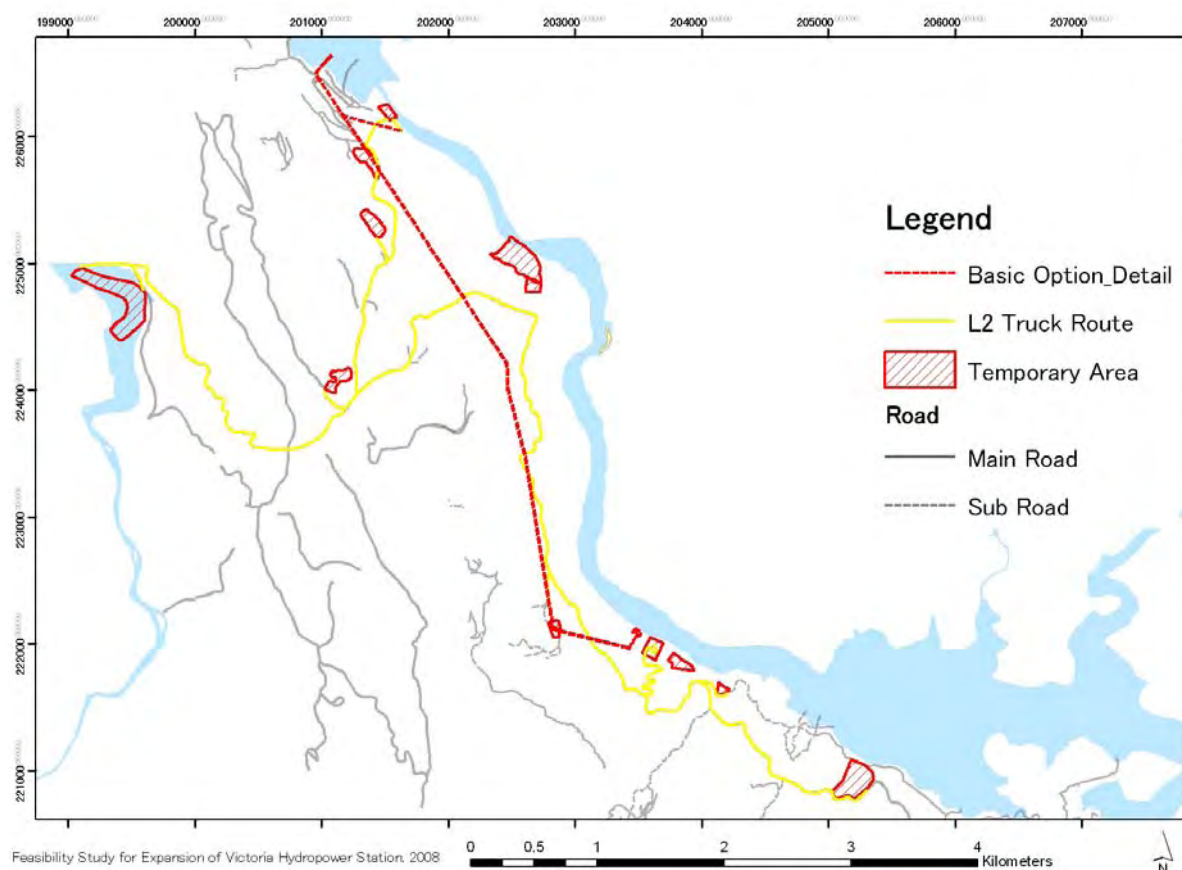 199000
200000
201000
202000
203000
204000
205000
206000
207000
226000
225000
224000
223000
222000
221000
Legend
Basic Option_Detail
L2 Truck Route
Temporary Area
Road
Main Road
Sub Road
Feasibility Study for Expansion of Victoria Hydropower Station, 2008
0 0.5 1 2 3 4
Kilometers
N